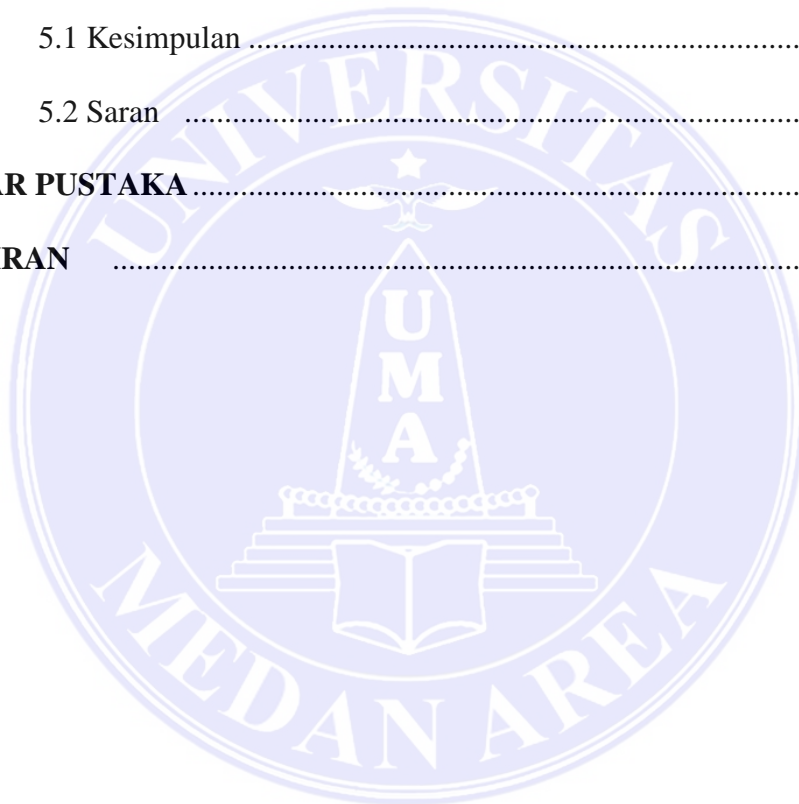 5.1 Kesimpulan ........................................................................
5.2 Saran ................................................................................
AR PUSTAKA ..............................................................................
RAN ........................................................................................
UNIVERSITAS
U
M
A
MEDAN AREA